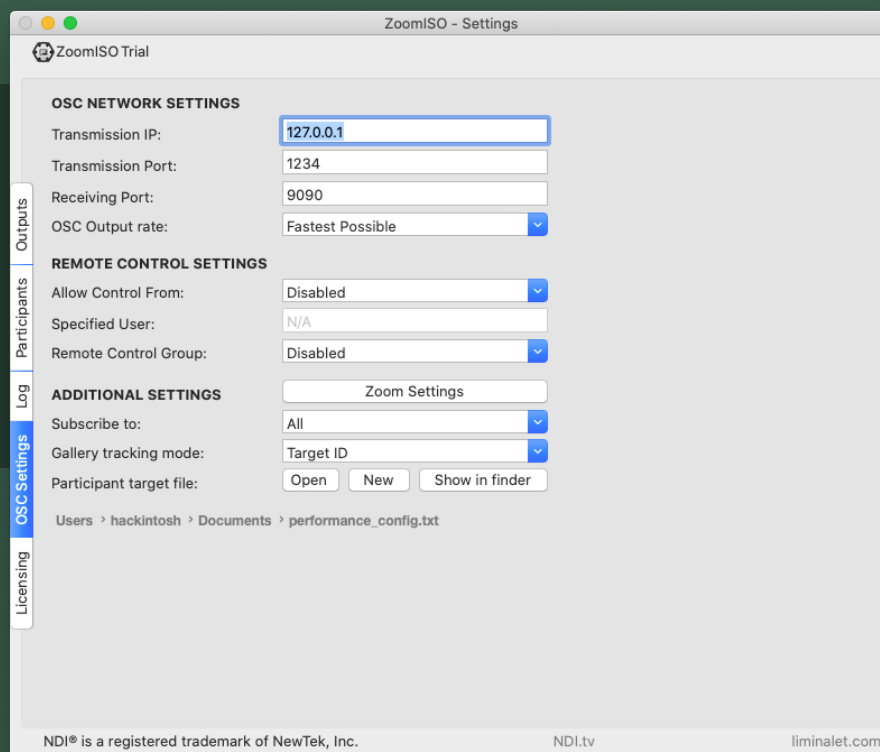 ZoomISO - Settings
ZoomISO Trial
OSC NETWORK SETTINGS
Transmission IP: 127.0.0.1
Transmission Port: 1234
Receiving Port: 9090
OSC Output rate: Fastest Possible
REMOTE CONTROL SETTINGS
Allow Control From: Disabled
Specified User: N/A
Remote Control Group: Disabled
ADDITIONAL SETTINGS Zoom Settings
Subscribe to: All
Gallery tracking mode: Target ID
Participant target file: Open New Show in finder
Users › hackintosh › Documents › performance_config.txt
Outputs
Participants
Log
OSC Settings
Licensing
NDI® is a registered trademark of NewTek, Inc. NDI.tv liminalet.com